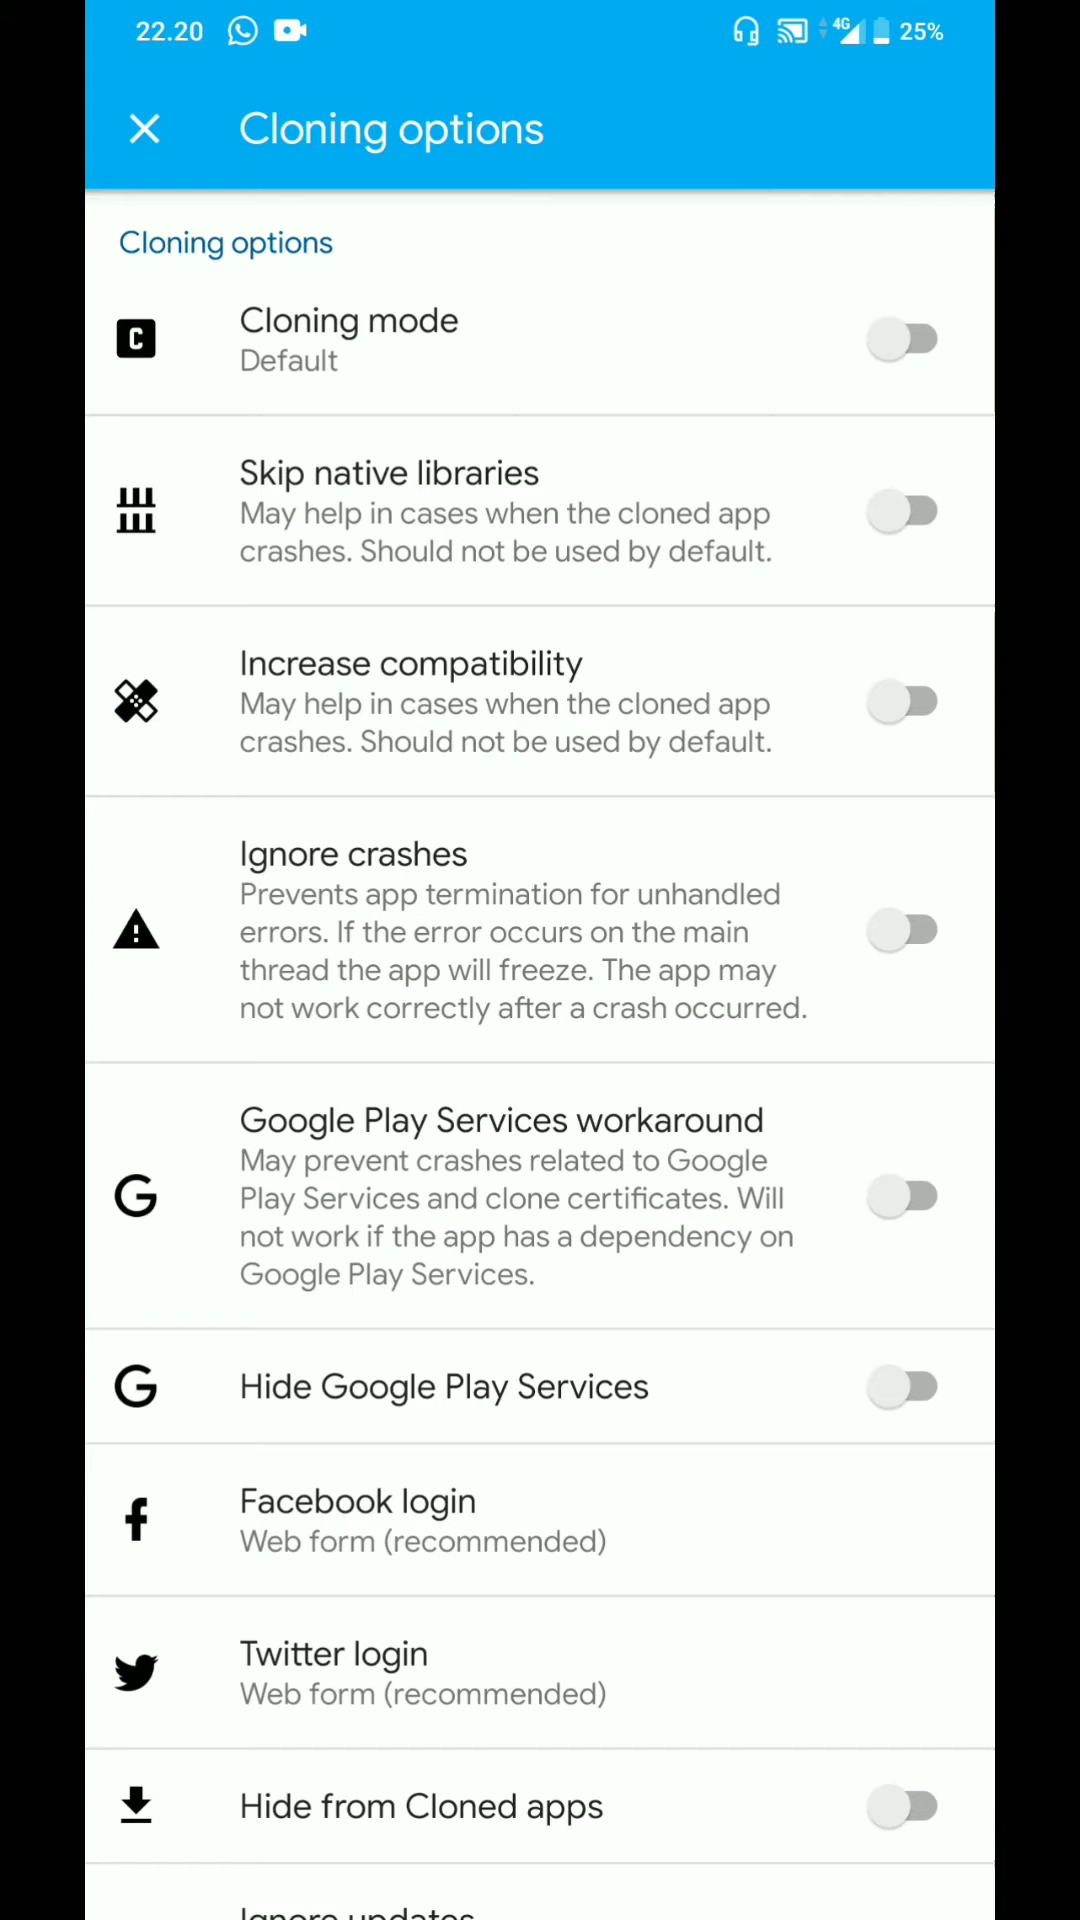 22.20
4G
25%
Cloning options
Cloning options
Cloning mode
Default
Skip native libraries
May help in cases when the cloned app
crashes. Should not be used by default.
Increase compatibility
May help in cases when the cloned app
crashes. Should not be used by default.
Ignore crashes
Prevents app termination for unhandled
errors. If the error occurs on the main
thread the app will freeze. The app may
not work correctly after a crash occurred.
Google Play Services workaround
May prevent crashes related to Google
Play Services and clone certificates. Will
not work if the app has a dependency on
Google Play Services.
Hide Google Play Services
Facebook login
Web form (recommended)
Twitter login
Web form (recommended)
Hide from Cloned apps
Ignore updates